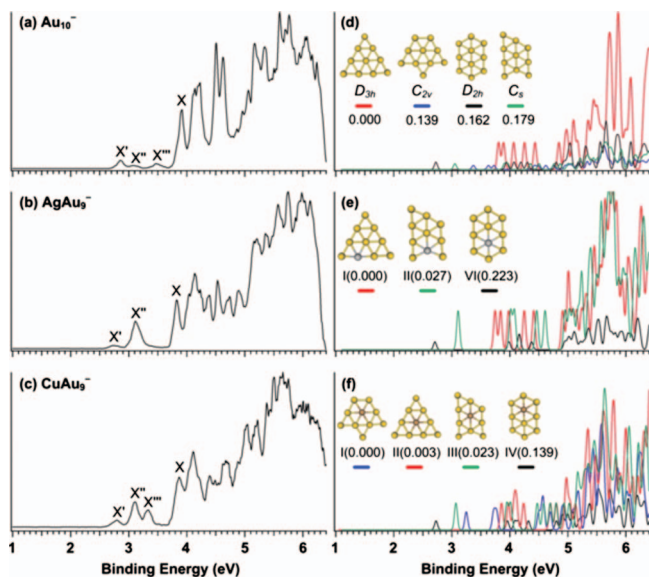 (a) Au₁₀⁻
X' X" X"' X
(b) AgAu₉⁻
X' X" X
(c) CuAu₉⁻
X' X" X"' X
1 2 3 4 5 6
Binding Energy (eV)
(d)
D₃ₕ C₂ᵥ D₂ₕ Cₛ
0.000 0.139 0.162 0.179
(e)
I(0.000) II(0.027) VI(0.223)
(f)
I(0.000) II(0.003) III(0.023) IV(0.139)
1 2 3 4 5 6
Binding Energy (eV)